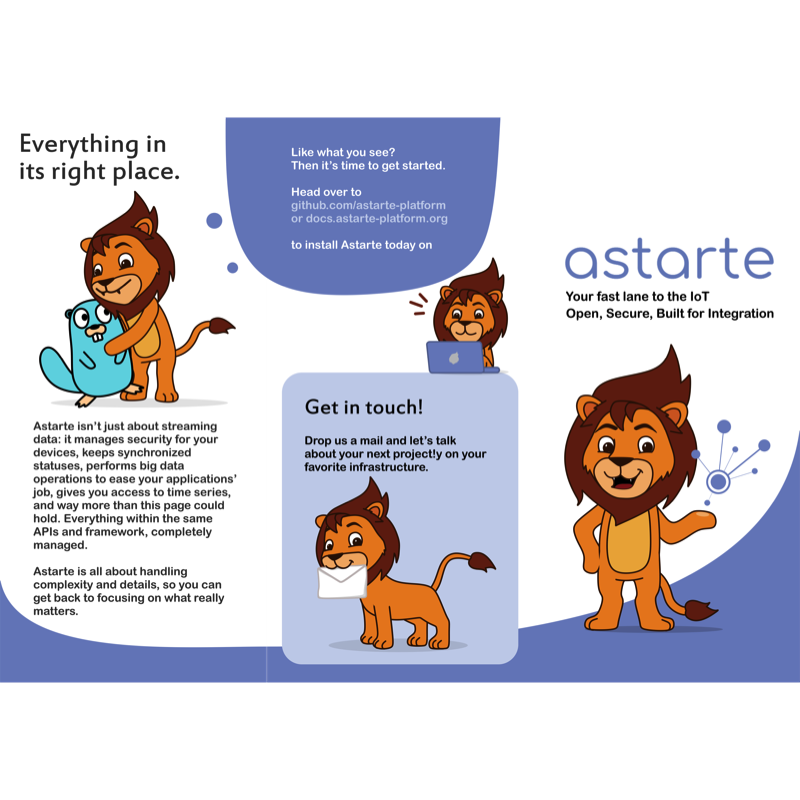 Everything in
its right place.
Astarte isn't just about streaming
data: it manages security for your
devices, keeps synchronized
statuses, performs big data
operations to ease your applications'
job, gives you access to time series,
and way more than this page could
hold. Everything within the same
APIs and framework, completely
managed.
Astarte is all about handling
complexity and details, so you can
get back to focusing on what really
matters.
Like what you see?
Then it's time to get started.
Head over to
github.com/astarte-platform
or docs.astarte-platform.org
to install Astarte today on
Get in touch!
Drop us a mail and let's talk
about your next project!y on your
favorite infrastructure.
astarte
Your fast lane to the IoT
Open, Secure, Built for Integration